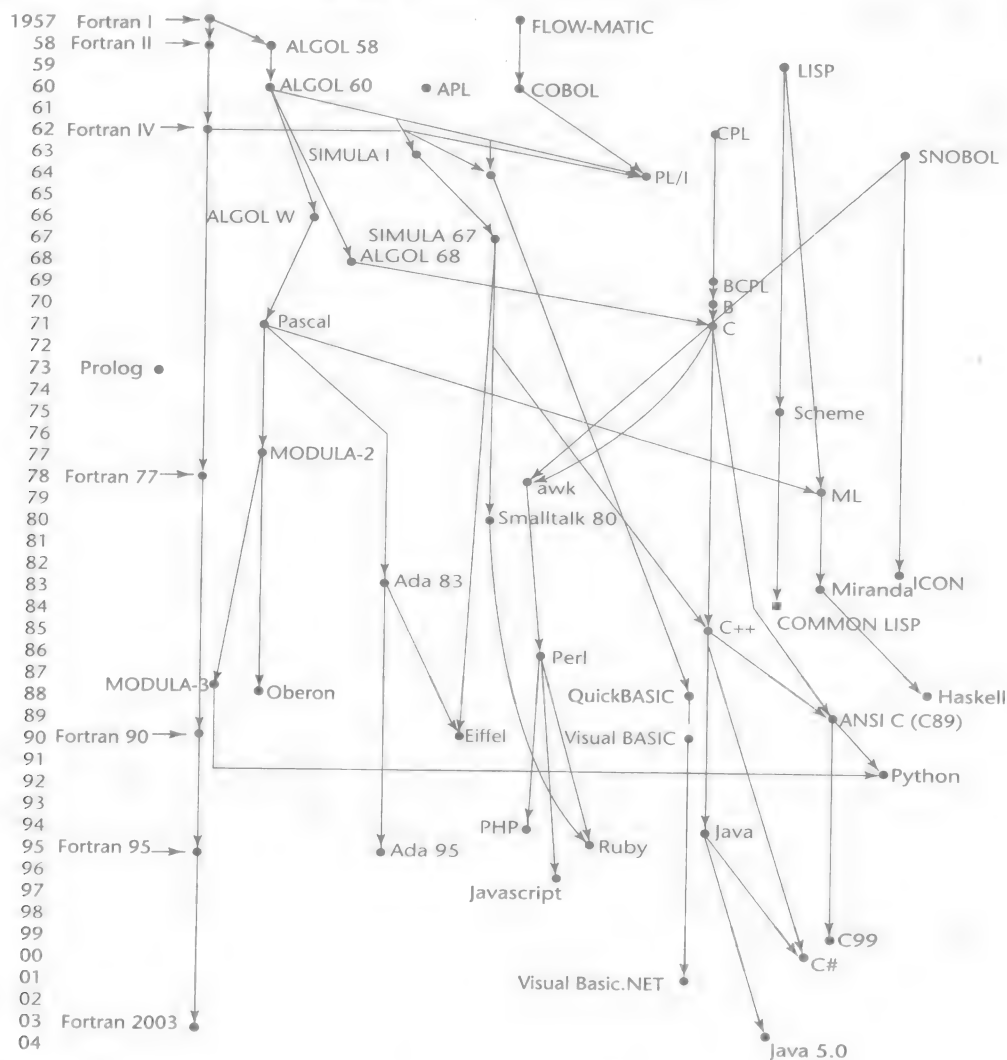 1957 Fortran I FLOW-MATIC
58 Fortran II ALGOL 58
59 LISP
60 ALGOL 60 APL COBOL
61
62 Fortran IV CPL
63 SIMULA I SNOBOL
64 PL/I
65
66 ALGOL W
67 SIMULA 67
68 ALGOL 68
69 BCPL
70 B
71 Pascal C
72
73 Prolog
74
75 Scheme
76
77 MODULA-2
78 Fortran 77 awk
79 ML
80 Smalltalk 80
81
82
83 Ada 83 Miranda ICON
84 COMMON LISP
85 C++
86 Perl
87 MODULA-3
88 Oberon QuickBASIC Haskell
89 ANSI C (C89)
90 Fortran 90 Eiffel Visual BASIC
91
92 Python
93
94 PHP Java
95 Fortran 95 Ada 95 Ruby
96
97 Javascript
98
99 C99
00 C#
01 Visual Basic.NET
02
03 Fortran 2003
04 Java 5.0